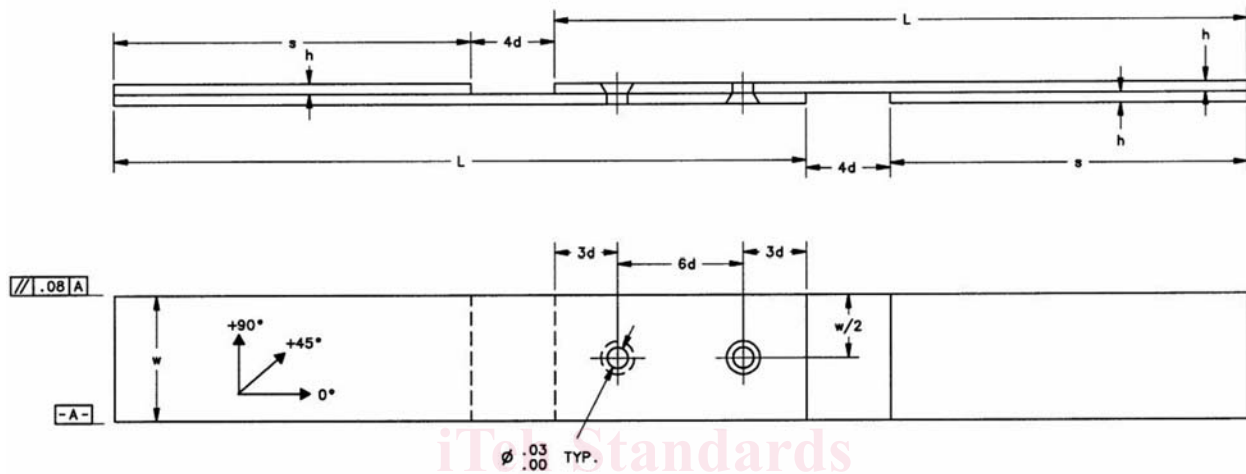 L
s
4d
h
h
L
4d
h
s
3d
6d
3d
// .08 A
w
+90°
+45°
0°
w/2
-A-
Ø .03 .00 TYP.
iTeh Standards